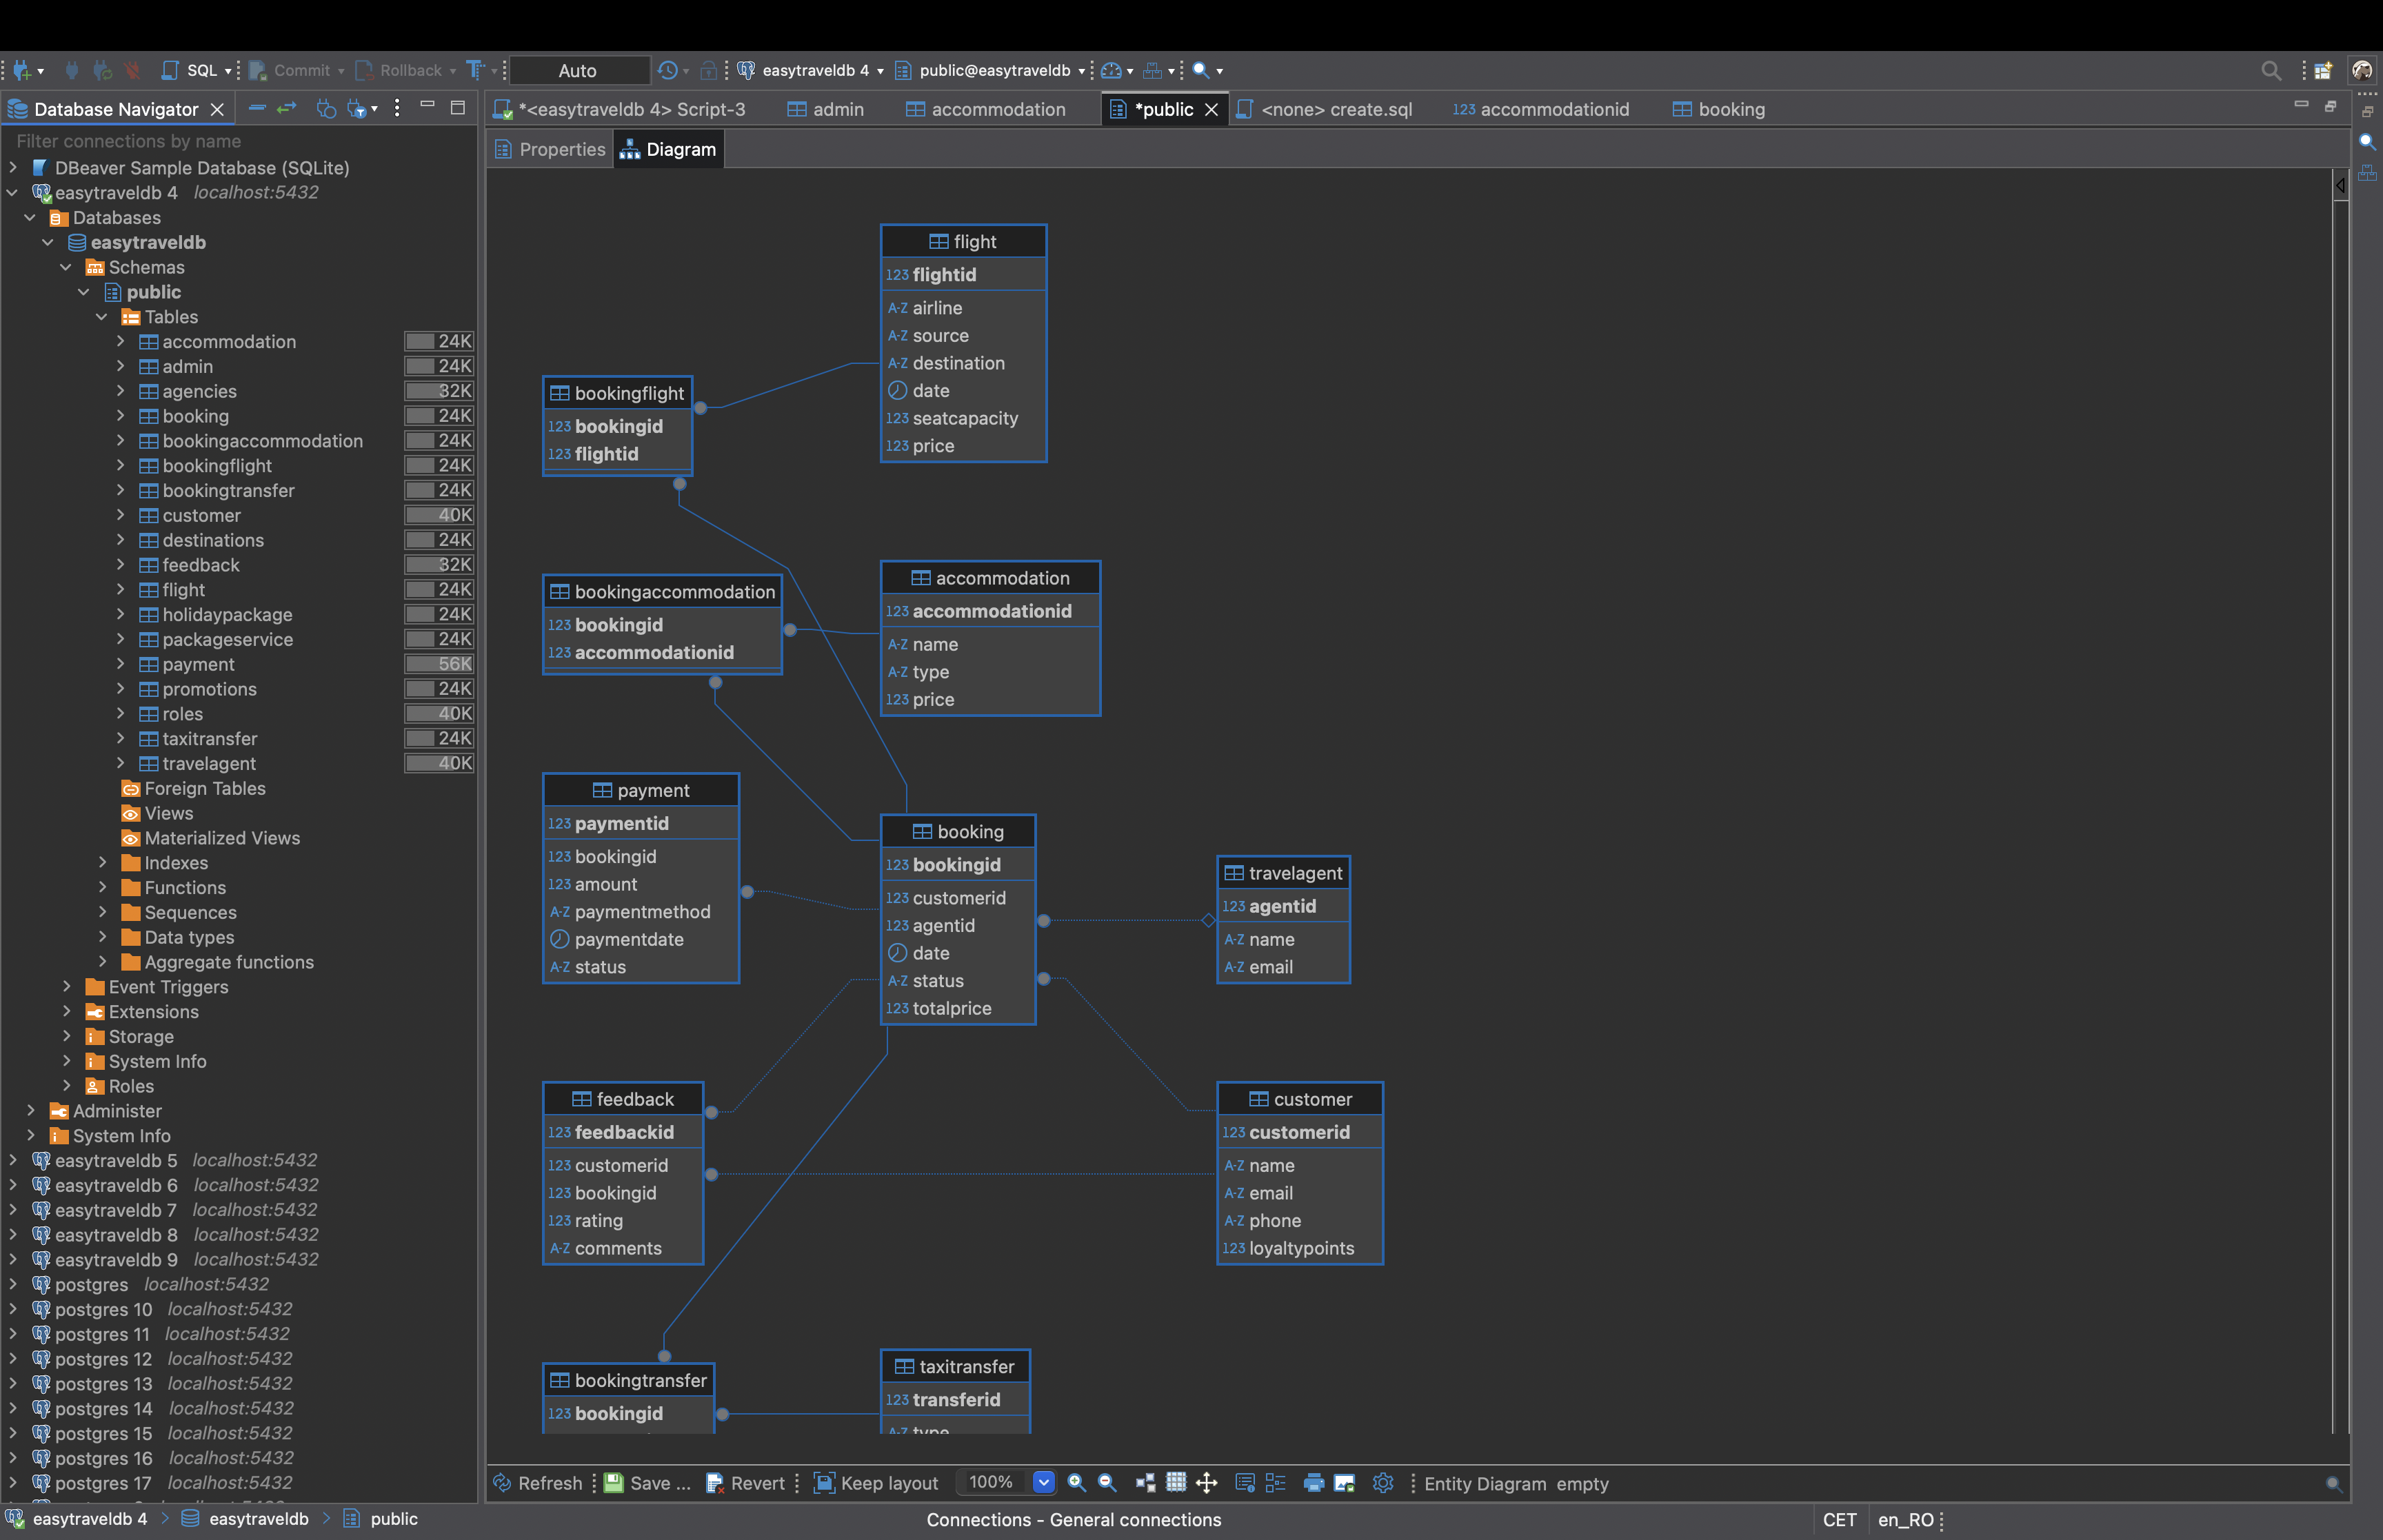 SQL Commit Rollback Auto easytraveldb 4 public@easytraveldb
Database Navigator
Filter connections by name
DBeaver Sample Database (SQLite)
easytraveldb 4 localhost:5432
Databases
easytraveldb
Schemas
public
Tables
accommodation 24K
admin 24K
agencies 32K
booking 24K
bookingaccommodation 24K
bookingflight 24K
bookingtransfer 24K
customer 40K
destinations 24K
feedback 32K
flight 24K
holidaypackage 24K
packageservice 24K
payment 56K
promotions 24K
roles 40K
taxitransfer 24K
travelagent 40K
Foreign Tables
Views
Materialized Views
Indexes
Functions
Sequences
Data types
Aggregate functions
Event Triggers
Extensions
Storage
System Info
Roles
Administer
System Info
easytraveldb 5 localhost:5432
easytraveldb 6 localhost:5432
easytraveldb 7 localhost:5432
easytraveldb 8 localhost:5432
easytraveldb 9 localhost:5432
postgres localhost:5432
postgres 10 localhost:5432
postgres 11 localhost:5432
postgres 12 localhost:5432
postgres 13 localhost:5432
postgres 14 localhost:5432
postgres 15 localhost:5432
postgres 16 localhost:5432
postgres 17 localhost:5432
*<easytraveldb 4> Script-3 admin accommodation *public <none> create.sql 123 accommodationid booking
Properties Diagram
flight
123 flightid
A-Z airline
A-Z source
A-Z destination
date
123 seatcapacity
123 price
bookingflight
123 bookingid
123 flightid
bookingaccommodation
123 bookingid
123 accommodationid
accommodation
123 accommodationid
A-Z name
A-Z type
123 price
payment
123 paymentid
123 bookingid
123 amount
A-Z paymentmethod
paymentdate
A-Z status
booking
123 bookingid
123 customerid
123 agentid
date
A-Z status
123 totalprice
travelagent
123 agentid
A-Z name
A-Z email
feedback
123 feedbackid
123 customerid
123 bookingid
123 rating
A-Z comments
customer
123 customerid
A-Z name
A-Z email
A-Z phone
123 loyaltypoints
bookingtransfer
123 bookingid
taxitransfer
123 transferid
A-Z type
Refresh Save ... Revert Keep layout 100% Entity Diagram empty
easytraveldb 4 easytraveldb public Connections - General connections CET en_RO